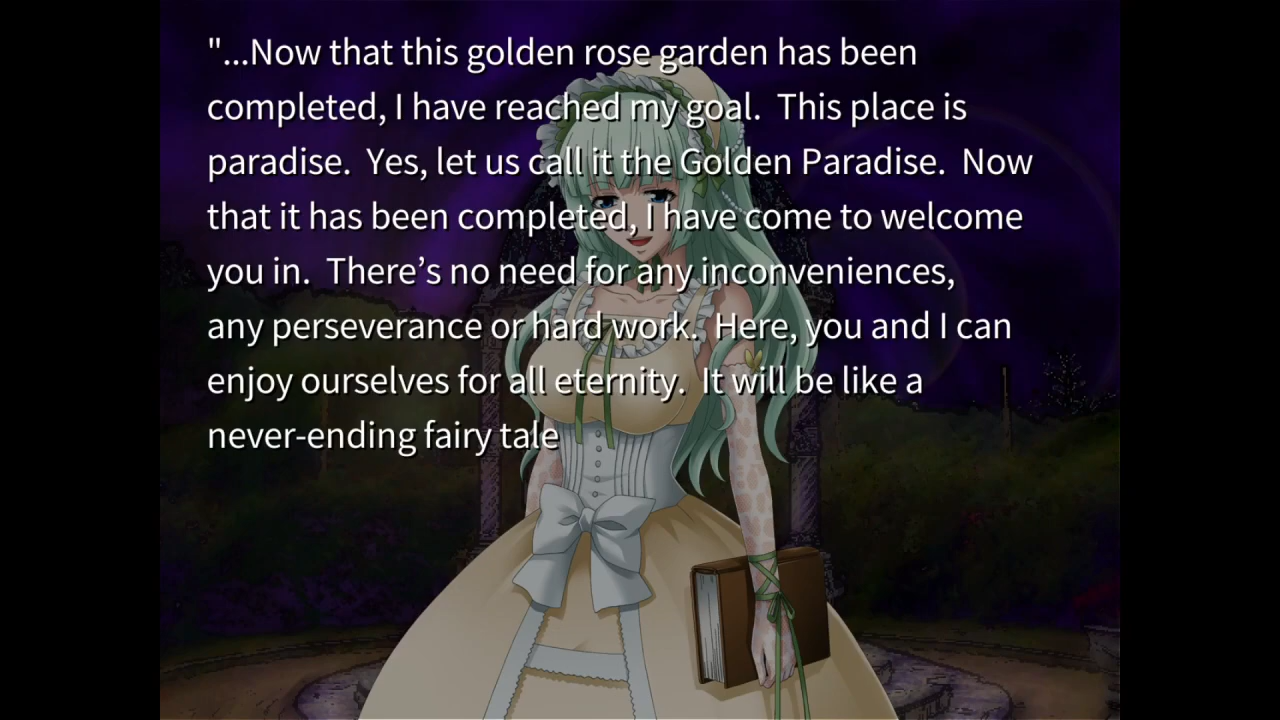 "...Now that this golden rose garden has been
completed, I have reached my goal.  This place is
paradise.  Yes, let us call it the Golden Paradise.  Now
that it has been completed, I have come to welcome
you in.  There’s no need for any inconveniences,
any perseverance or hard work.  Here, you and I can
enjoy ourselves for all eternity.  It will be like a
never-ending fairy tale